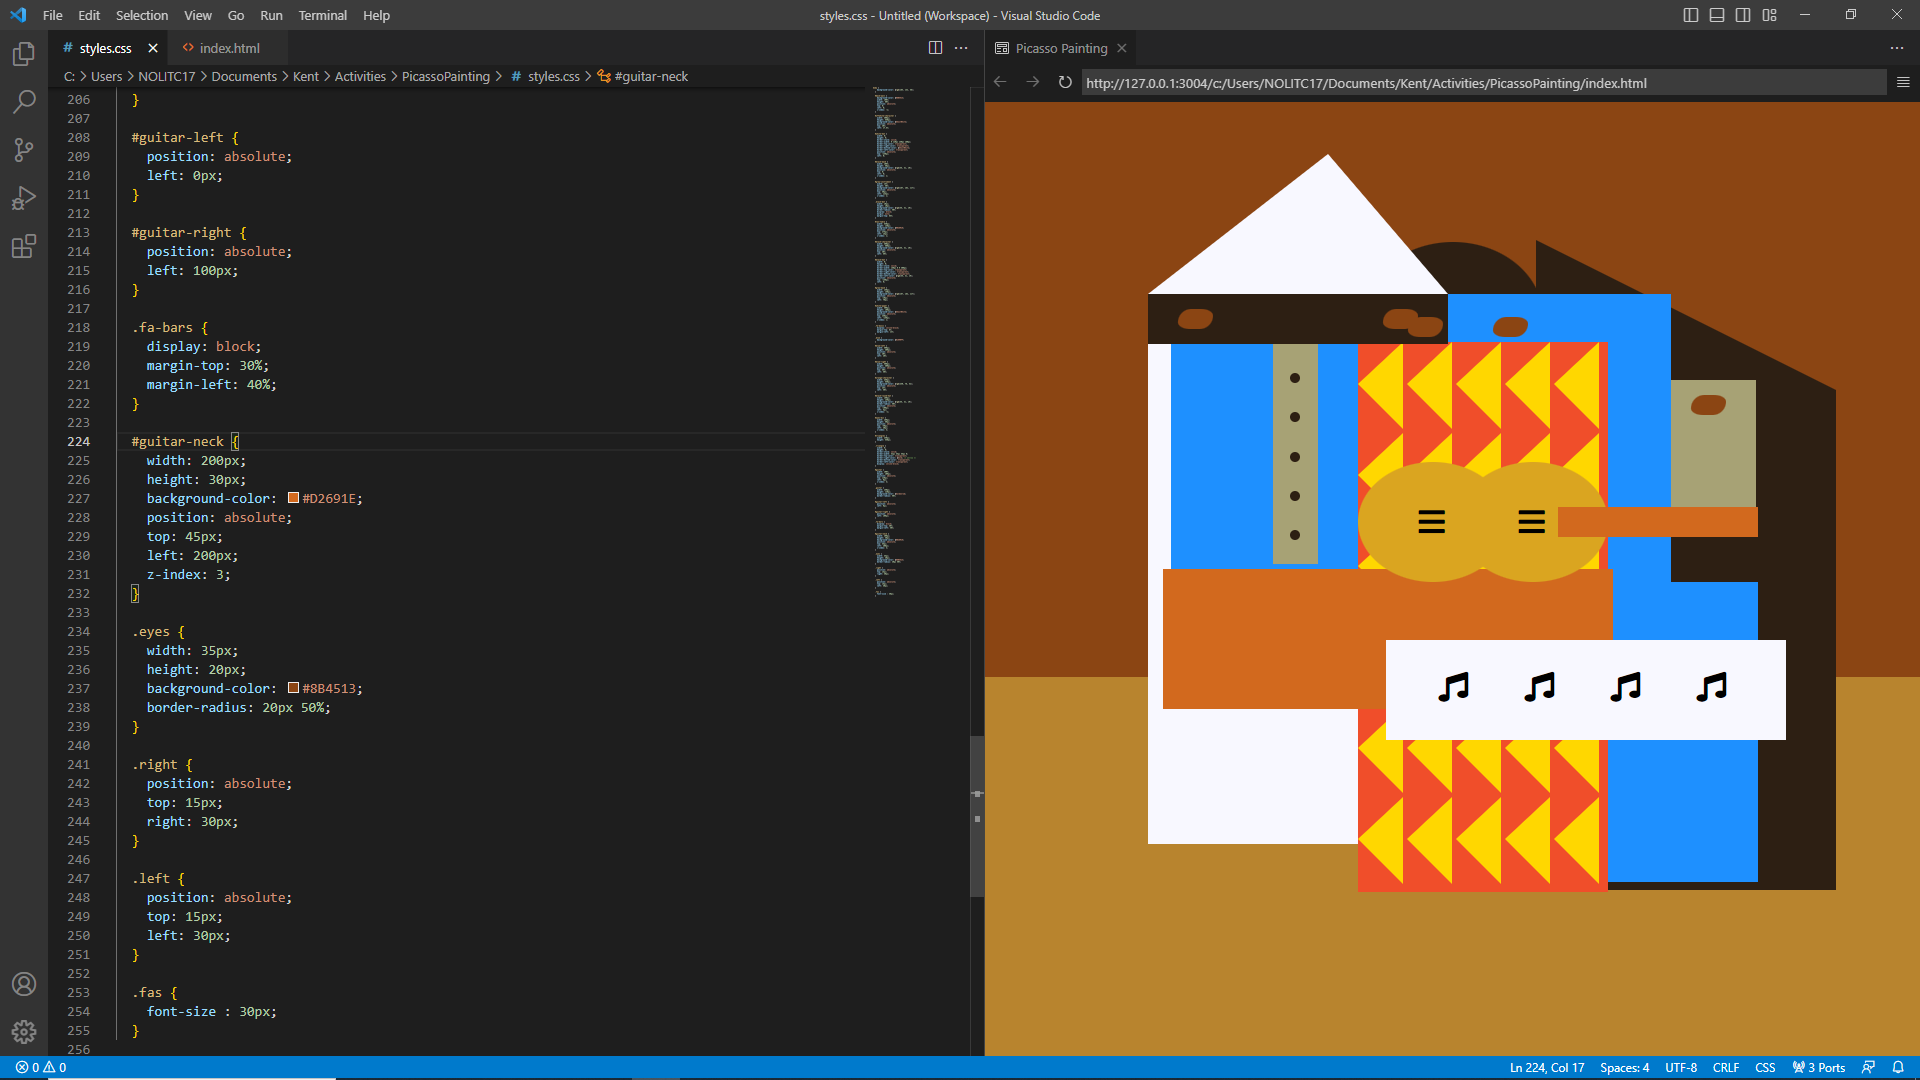 File Edit Selection View Go Run Terminal Help
styles.css - Untitled (Workspace) - Visual Studio Code
# styles.css
<> index.html
Picasso Painting
C: > Users > NOLITC17 > Documents > Kent > Activities > PicassoPainting > # styles.css > #guitar-neck
http://127.0.0.1:3004/c:/Users/NOLITC17/Documents/Kent/Activities/PicassoPainting/index.html
206 }
207
208 #guitar-left {
209 position: absolute;
210 left: 0px;
211 }
212
213 #guitar-right {
214 position: absolute;
215 left: 100px;
216 }
217
218 .fa-bars {
219 display: block;
220 margin-top: 30%;
221 margin-left: 40%;
222 }
223
224 #guitar-neck {
225 width: 200px;
226 height: 30px;
227 background-color: #D2691E;
228 position: absolute;
229 top: 45px;
230 left: 200px;
231 z-index: 3;
232 }
233
234 .eyes {
235 width: 35px;
236 height: 20px;
237 background-color: #8B4513;
238 border-radius: 20px 50%;
239 }
240
241 .right {
242 position: absolute;
243 top: 15px;
244 right: 30px;
245 }
246
247 .left {
248 position: absolute;
249 top: 15px;
250 left: 30px;
251 }
252
253 .fas {
254 font-size : 30px;
255 }
256
0 0
Ln 224, Col 17 Spaces: 4 UTF-8 CRLF CSS 3 Ports